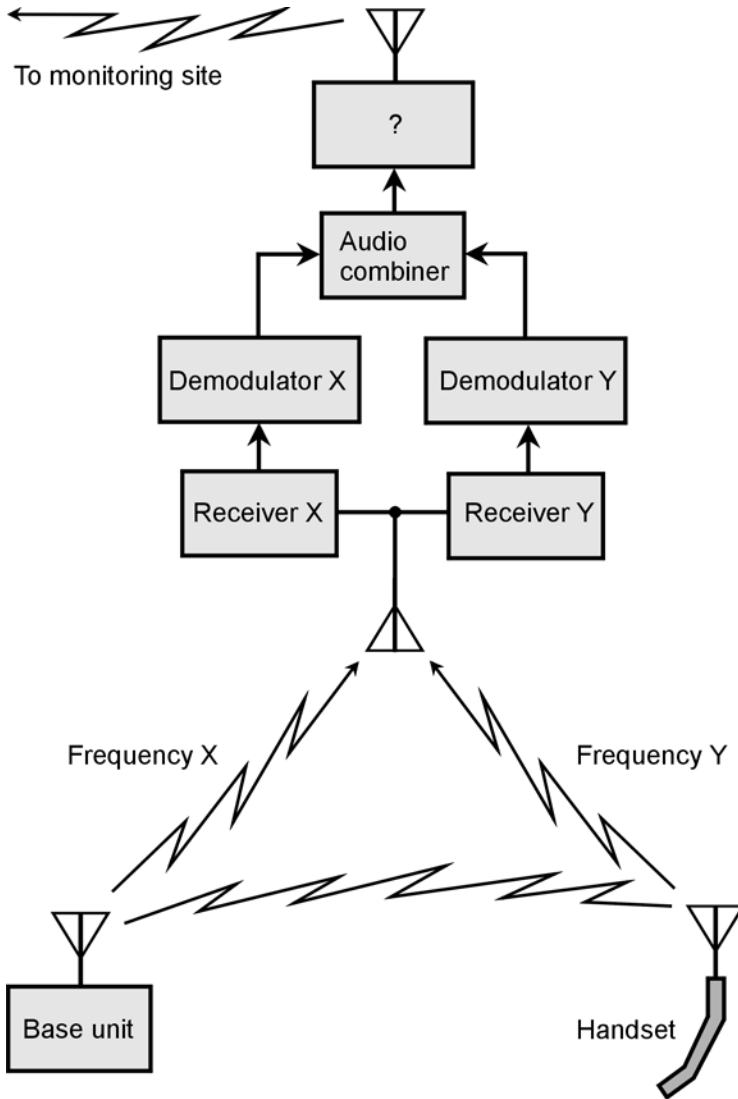 To monitoring site
?
Audio
combiner
Demodulator X
Demodulator Y
Receiver X
Receiver Y
Frequency X
Frequency Y
Base unit
Handset